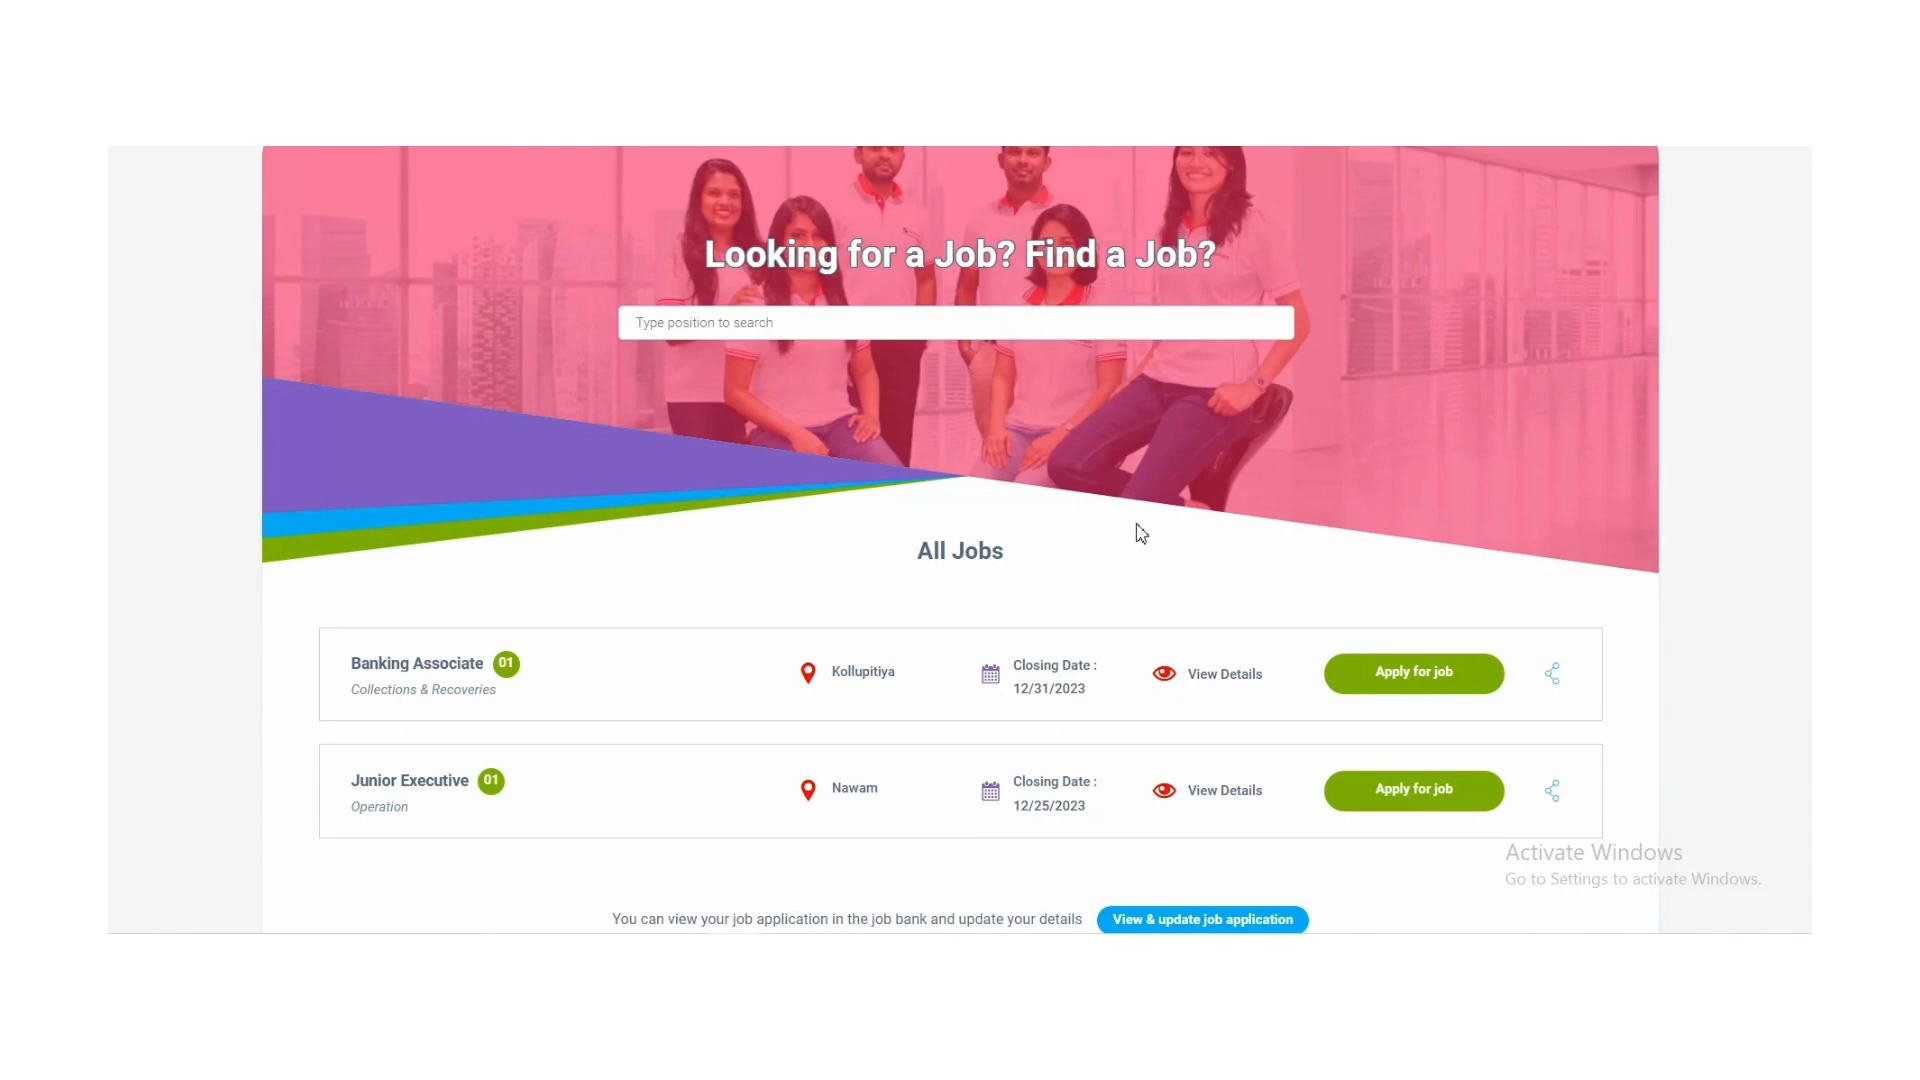 Looking for a Job? Find a Job?
Type position to search
All Jobs
Banking Associate 01
Collections & Recoveries
Kollupitiya
Closing Date :
12/31/2023
View Details
Apply for job
Junior Executive 01
Operation
Nawam
Closing Date :
12/25/2023
View Details
Apply for job
Activate Windows
Go to Settings to activate Windows.
You can view your job application in the job bank and update your details
View & update job application